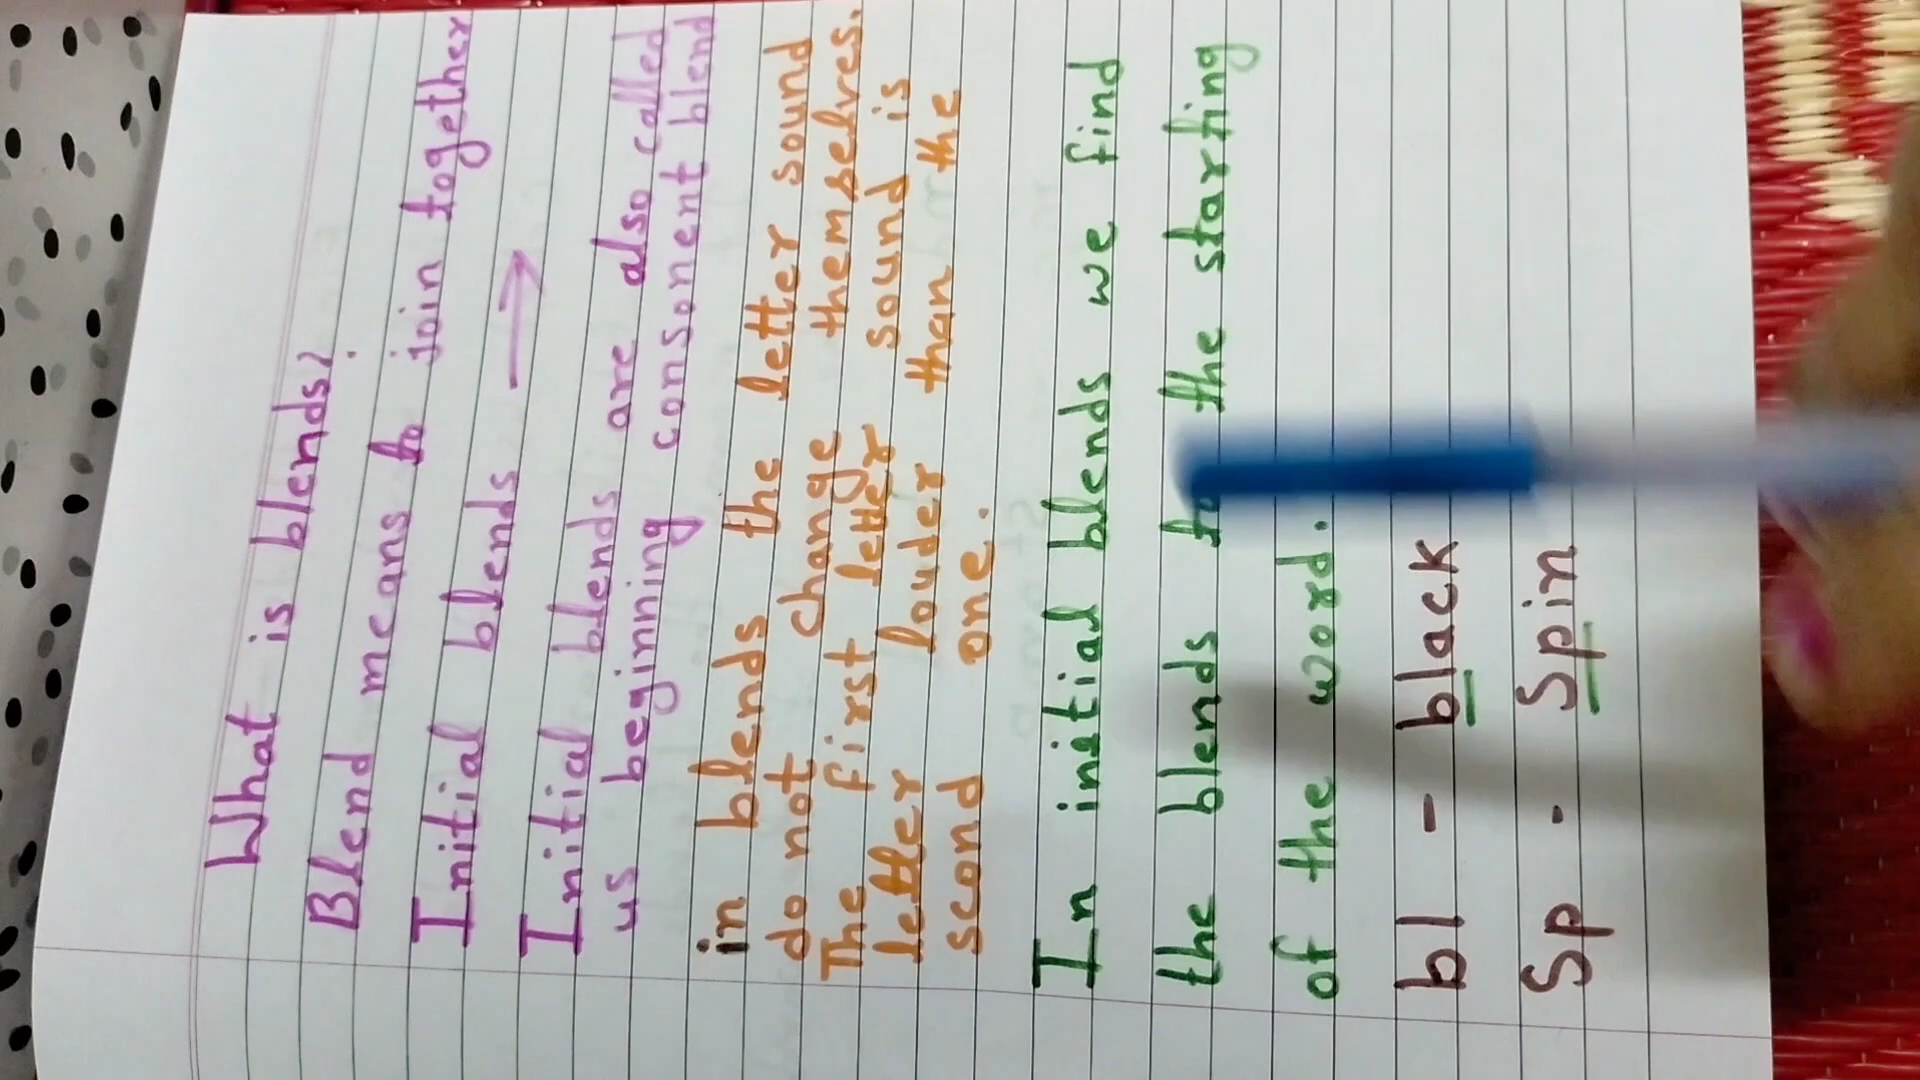 What is blends?
Blend means to join together
Initial blends →
Initial blends are also called
us beginning consonent blend
in blends the letter sound
do not change themselves.
The first letter sound is
letter louder than the
scond one.
In initial blends we find
the blends to the starting
of the word.
bl - black
Sp - Spin